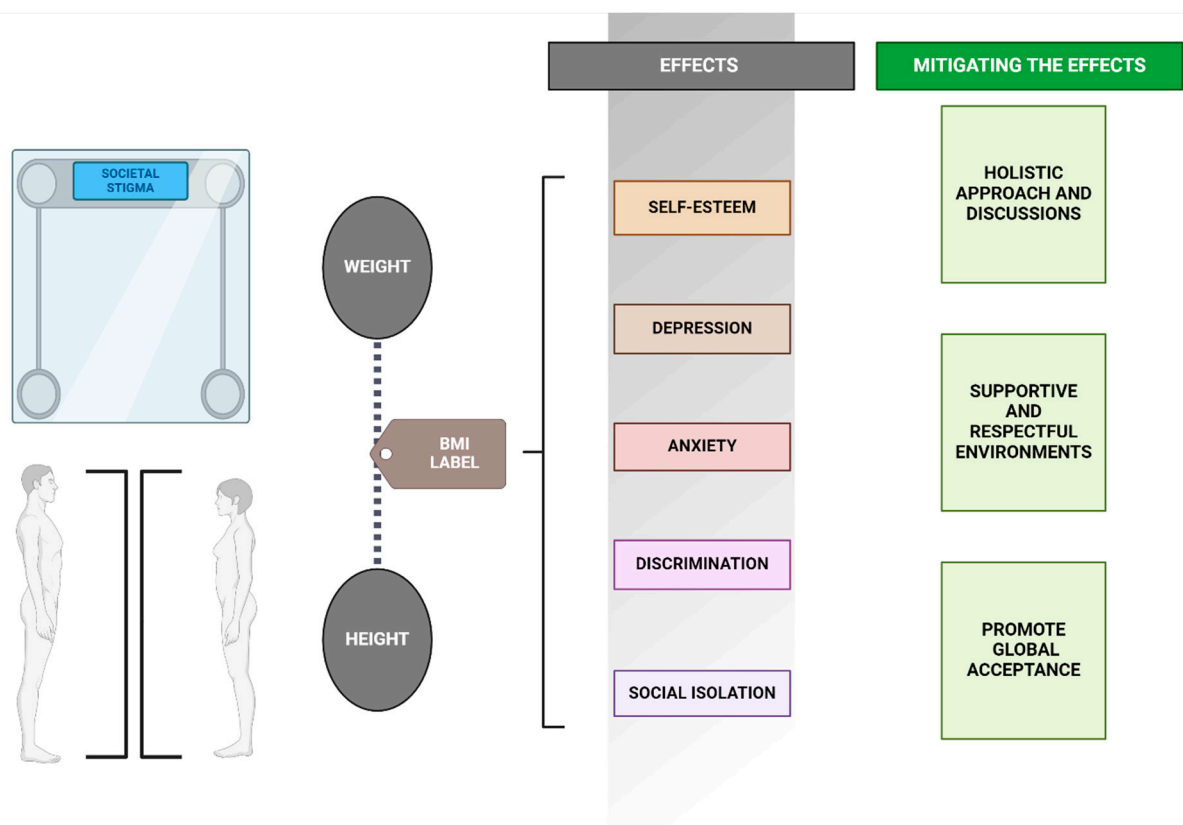 EFFECTS
MITIGATING THE EFFECTS
SOCIETAL
STIGMA
WEIGHT
BMI
LABEL
HEIGHT
SELF-ESTEEM
DEPRESSION
ANXIETY
DISCRIMINATION
SOCIAL ISOLATION
HOLISTIC
APPROACH AND
DISCUSSIONS
SUPPORTIVE
AND
RESPECTFUL
ENVIRONMENTS
PROMOTE
GLOBAL
ACCEPTANCE